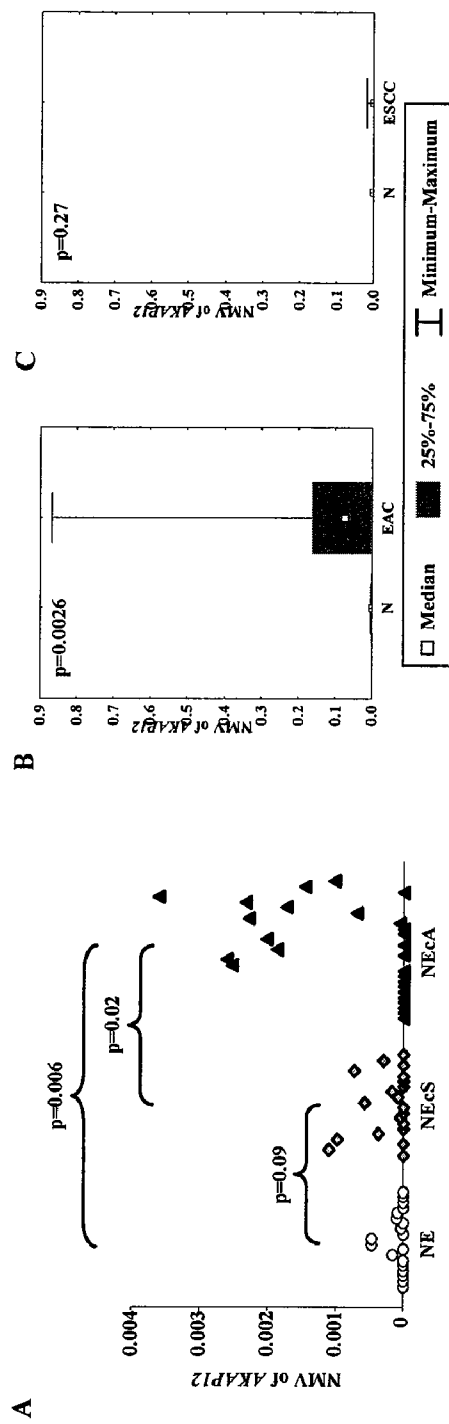 A
NMV of AKAP12
0.004
0.003
0.002
0.001
0
p=0.006
p=0.02
p=0.09
NE
NEcS
NEcA
B
NMV of AKAP12
0.9
0.8
0.7
0.6
0.5
0.4
0.3
0.2
0.1
0.0
p=0.0026
N
EAC
C
NMV of AKAP12
0.9
0.8
0.7
0.6
0.5
0.4
0.3
0.2
0.1
0.0
p=0.27
N
ESCC
Median 25%-75% Minimum-Maximum